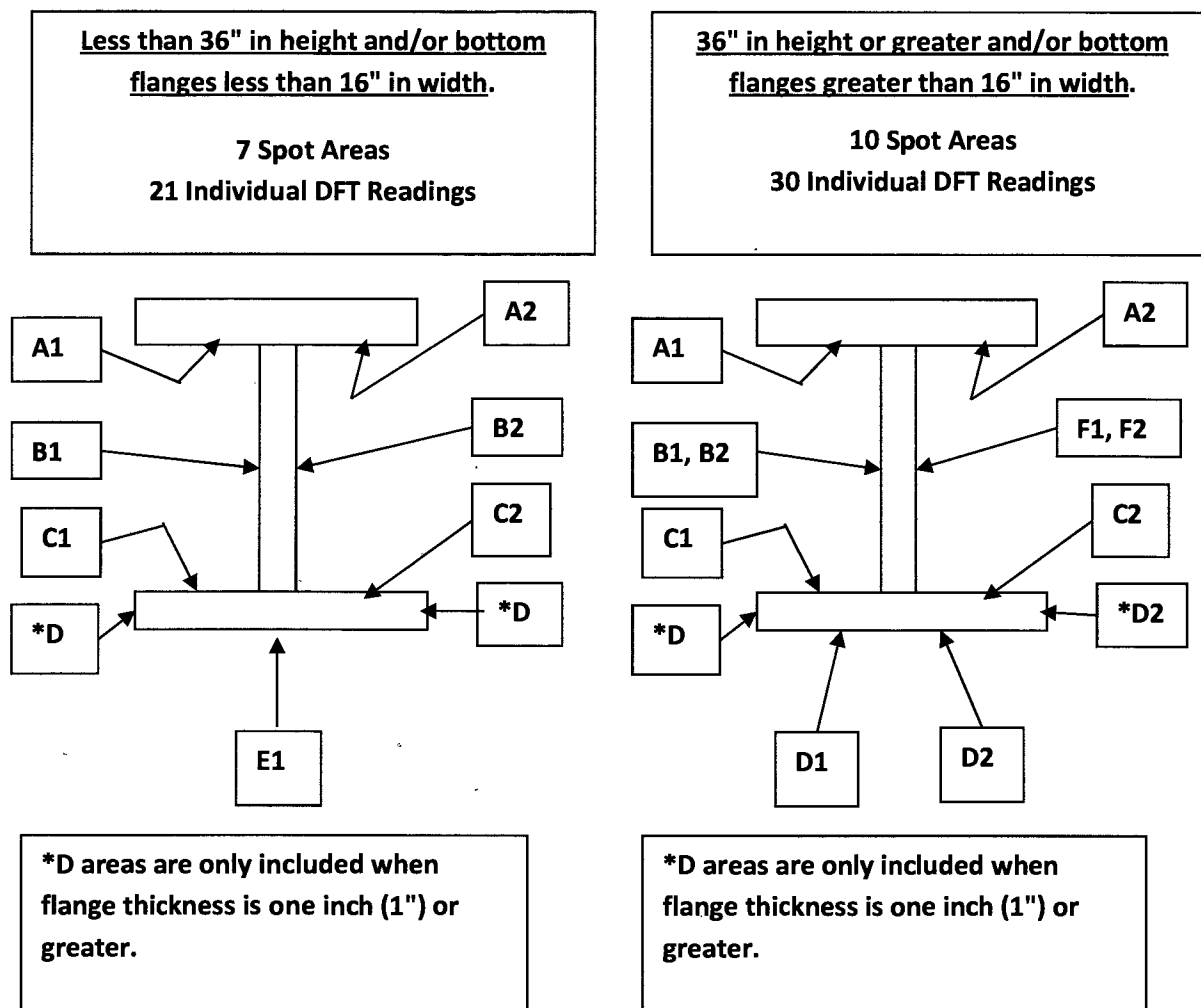 Less than 36" in height and/or bottom
flanges less than 16" in width.
7 Spot Areas
21 Individual DFT Readings
36" in height or greater and/or bottom
flanges greater than 16" in width.
10 Spot Areas
30 Individual DFT Readings
A1
A2
B1
B2
C1
C2
*D
*D
E1
*D areas are only included when
flange thickness is one inch (1") or
greater.
A1
A2
B1, B2
F1, F2
C1
C2
*D
*D2
D1
D2
*D areas are only included when
flange thickness is one inch (1") or
greater.